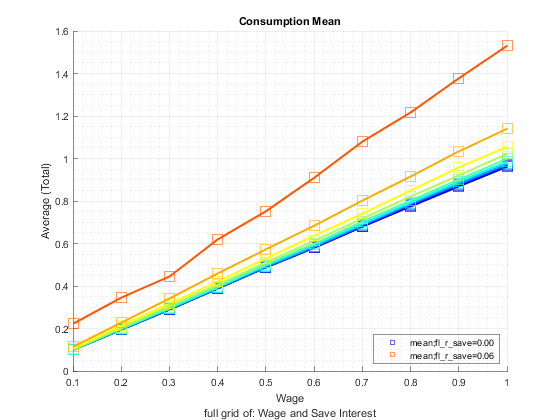 Consumption Mean
1.6
1.4
1.2
1
0.8
0.6
0.4
0.2
0
Average (Total)
mean;fl_r_save=0.00
mean;fl_r_save=0.06
0.1 0.2 0.3 0.4 0.5 0.6 0.7 0.8 0.9 1
Wage
full grid of: Wage and Save Interest